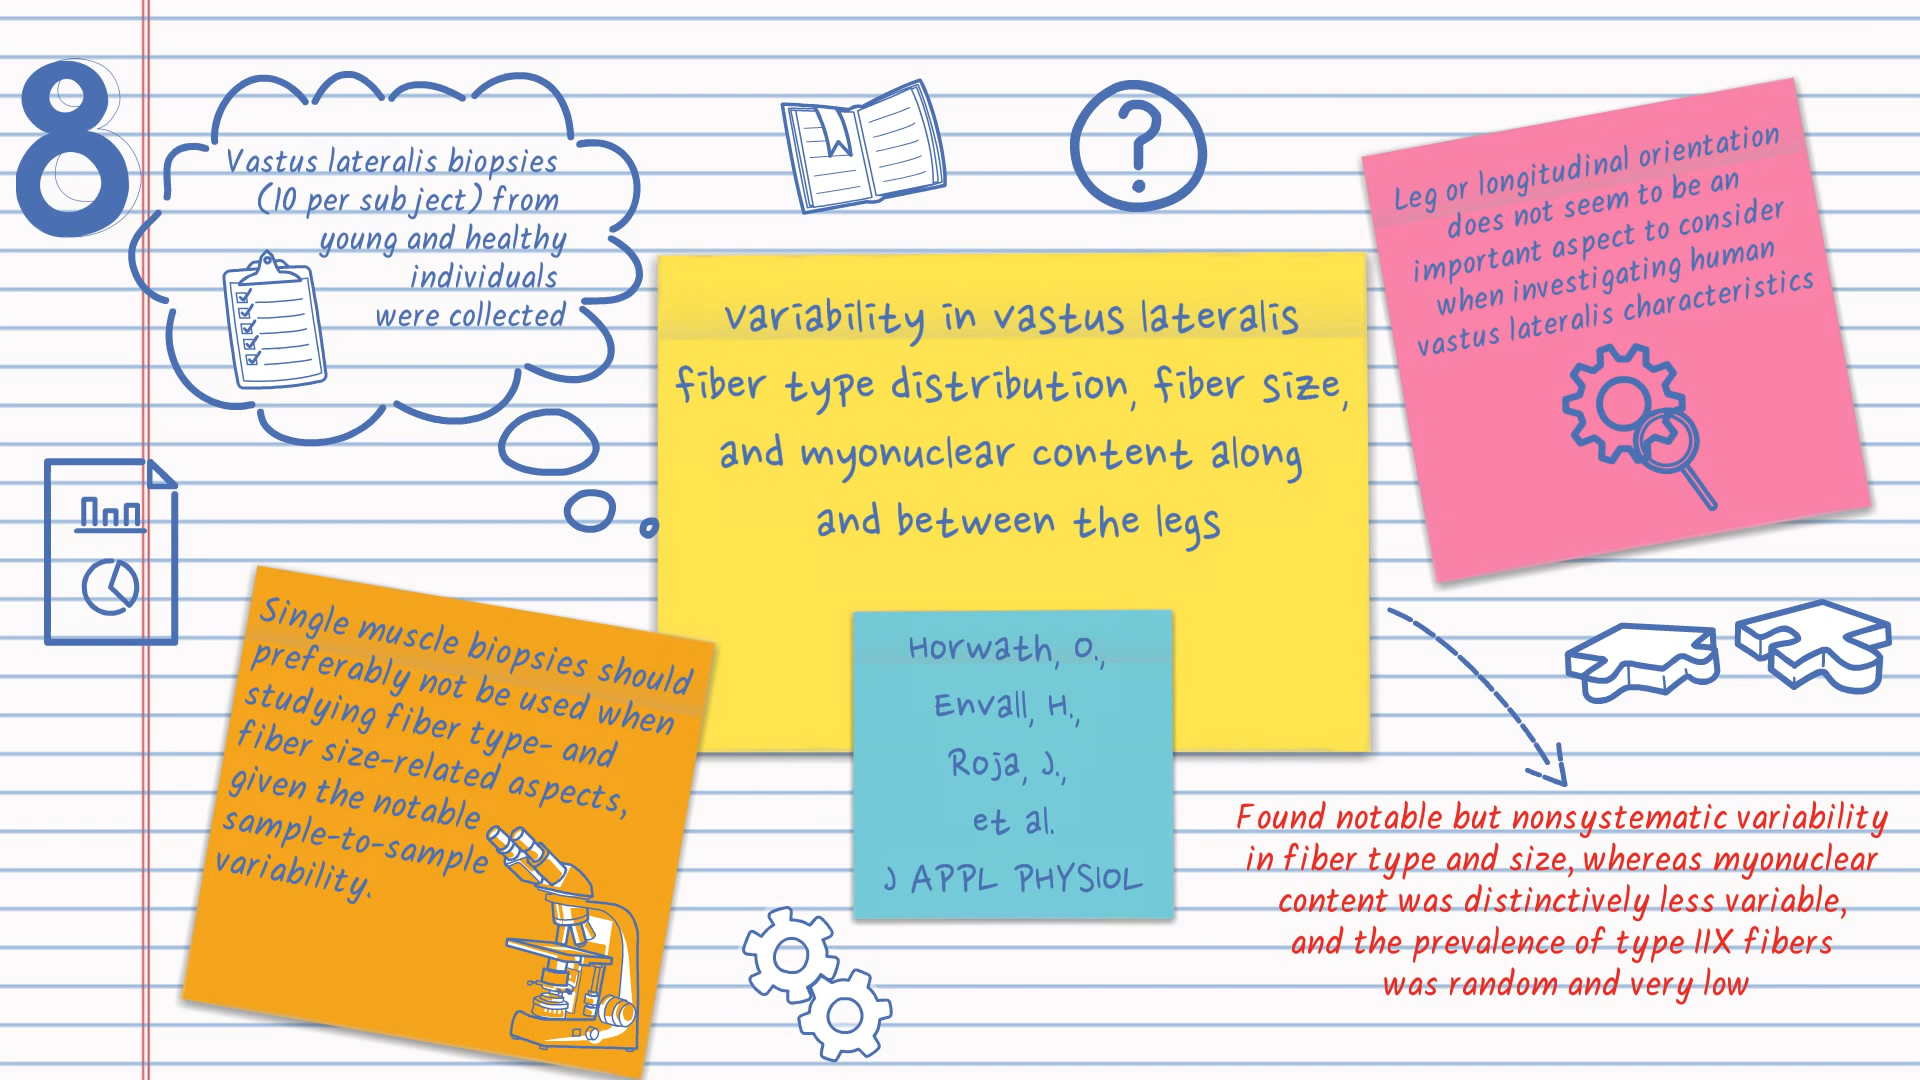 8
Vastus lateralis biopsies
(10 per subject) from
young and healthy
individuals
were collected
variability in vastus lateralis
fiber type distribution, fiber size,
and myonuclear content along
and between the legs
Horwath, O.,
Envall, H.,
Roja, J.,
et al.
J APPL PHYSIOL
Leg or longitudinal orientation
does not seem to be an
important aspect to consider
when investigating human
vastus lateralis characteristics
Single muscle biopsies should
preferably not be used when
studying fiber type- and
fiber size-related aspects,
given the notable
sample-to-sample
variability.
Found notable but nonsystematic variability
in fiber type and size, whereas myonuclear
content was distinctively less variable,
and the prevalence of type IIX fibers
was random and very low